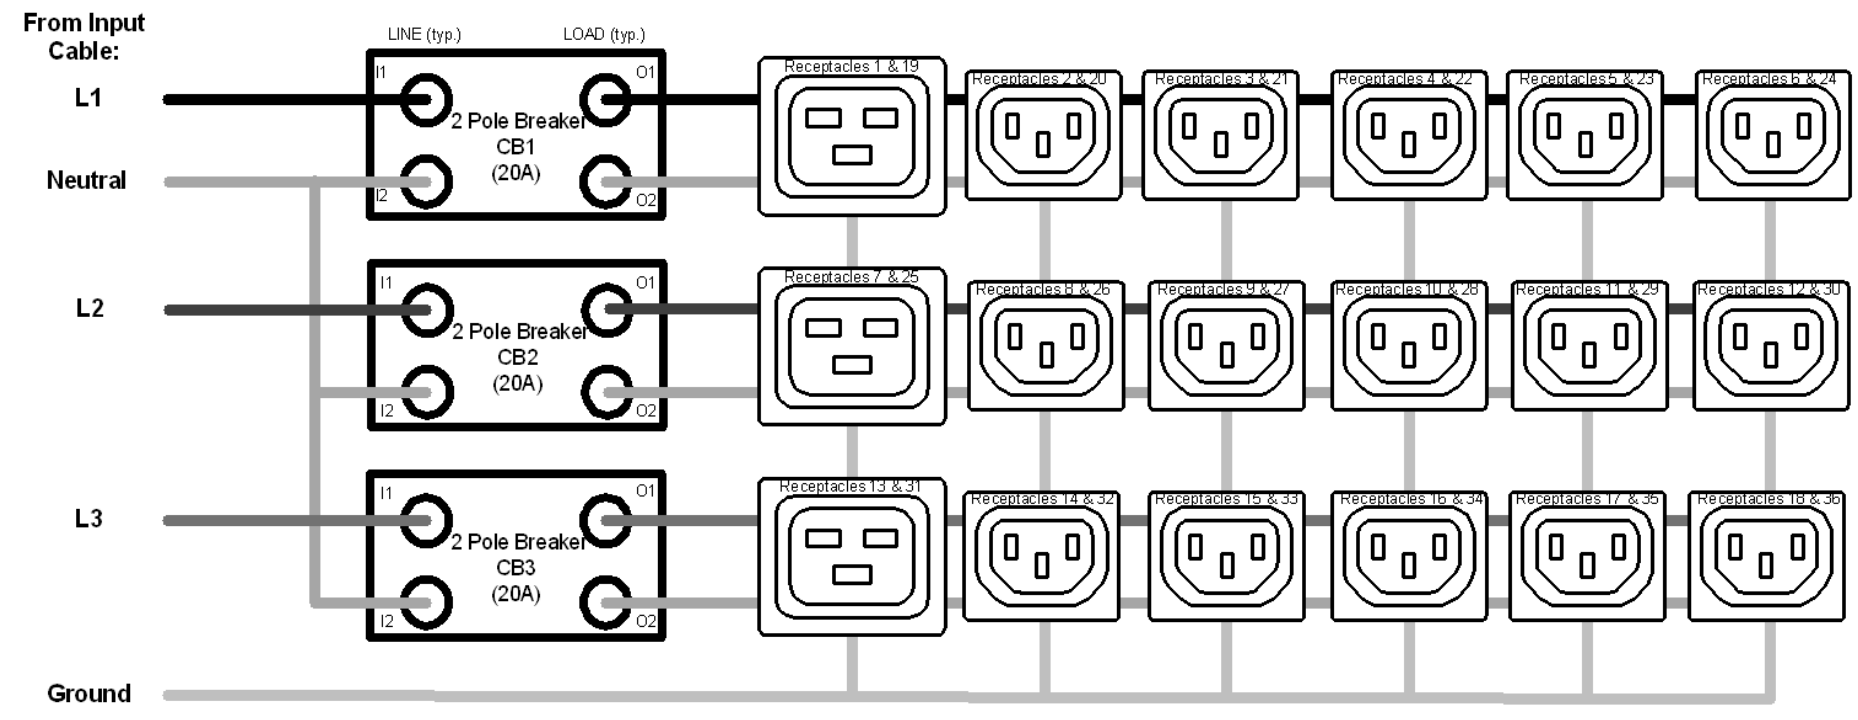 From Input
Cable:
LINE (typ.)
LOAD (typ.)
L1
I1
O1
2 Pole Breaker
CB1
(20A)
I2
O2
Receptacles 1 & 19
Receptacles 2 & 20
Receptacles 3 & 21
Receptacles 4 & 22
Receptacles 5 & 23
Receptacles 6 & 24
Neutral
L2
I1
O1
2 Pole Breaker
CB2
(20A)
I2
O2
Receptacles 7 & 25
Receptacles 8 & 26
Receptacles 9 & 27
Receptacles 10 & 28
Receptacles 11 & 29
Receptacles 12 & 30
L3
I1
O1
2 Pole Breaker
CB3
(20A)
I2
O2
Receptacles 13 & 31
Receptacles 14 & 32
Receptacles 15 & 33
Receptacles 16 & 34
Receptacles 17 & 35
Receptacles 18 & 36
Ground